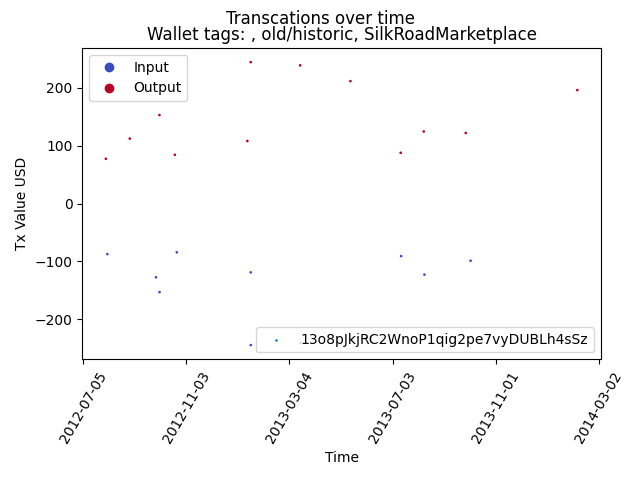 Transcations over time
Wallet tags: , old/historic, SilkRoadMarketplace
Input
Output
200
100
0
−100
−200
Tx Value USD
13o8pJkjRC2WnoP1qig2pe7vyDUBLh4sSz
2012-07-05
2012-11-03
2013-03-04
2013-07-03
2013-11-01
2014-03-02
Time